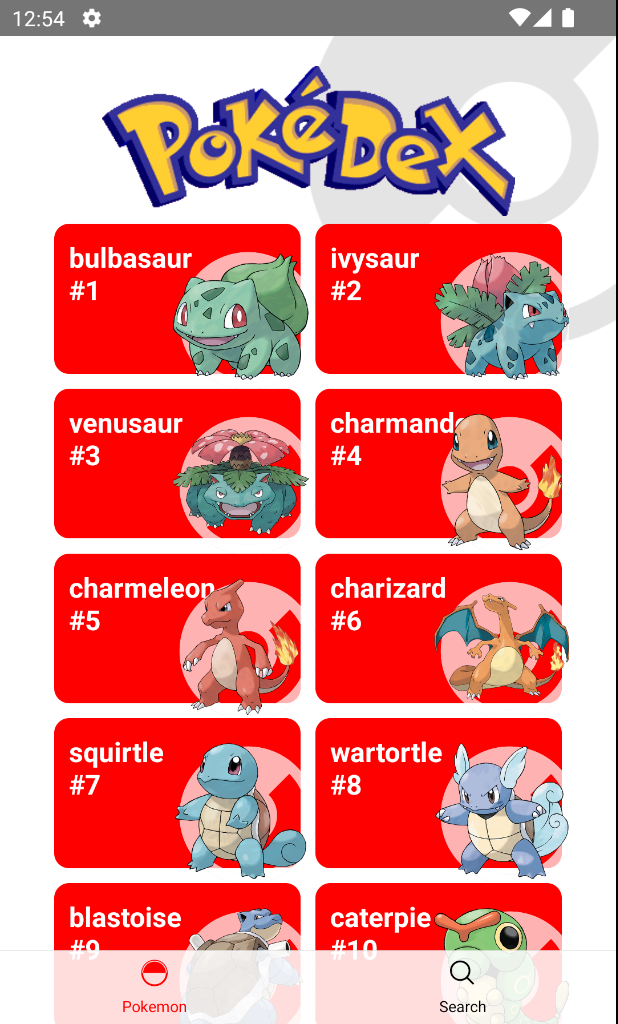 12:54
PoKéDeX
bulbasaur
#1
ivysaur
#2
venusaur
#3
charmand
#4
charmeleon
#5
charizard
#6
squirtle
#7
wartortle
#8
blastoise
#9
caterpie
#10
Pokemon
Search